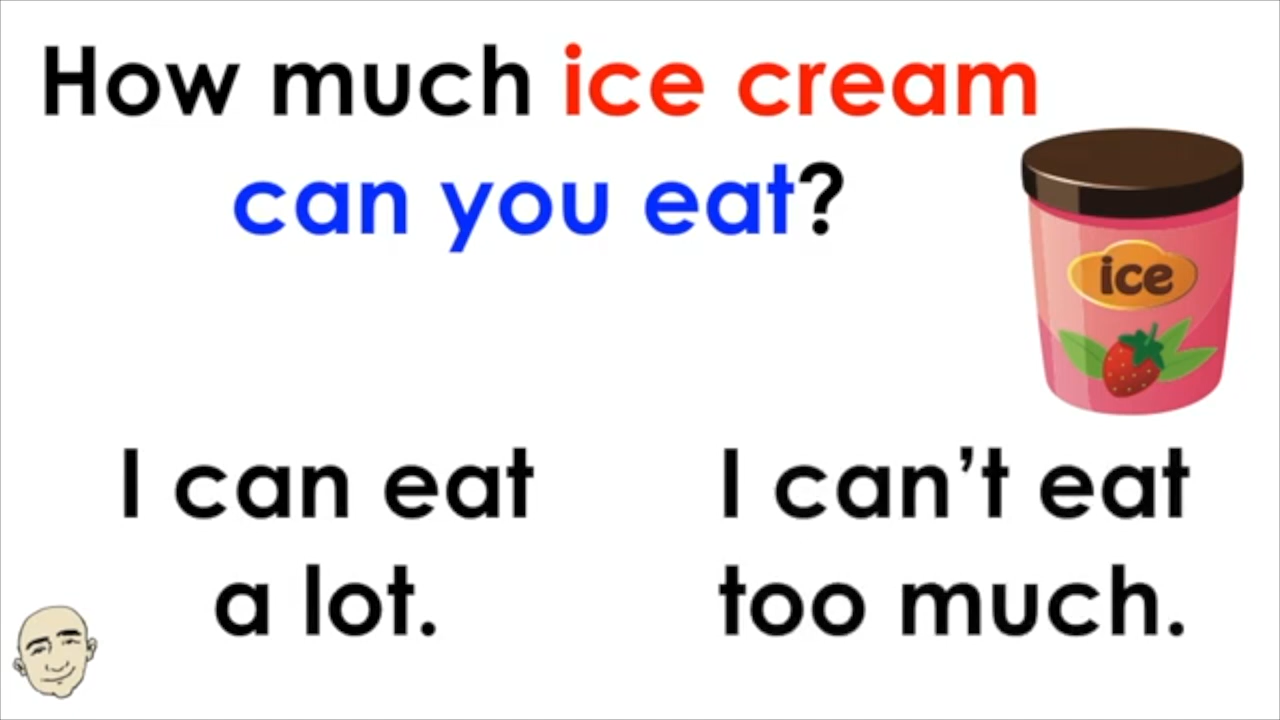 How much ice cream
can you eat?
ice
I can eat
a lot.
I can’t eat
too much.